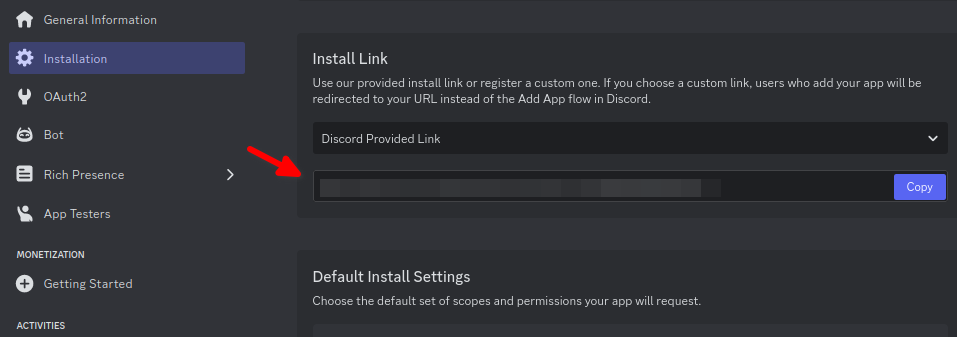 General Information
Installation
OAuth2
Bot
Rich Presence
App Testers
MONETIZATION
Getting Started
ACTIVITIES
Install Link
Use our provided install link or register a custom one. If you choose a custom link, users who add your app will be
redirected to your URL instead of the Add App flow in Discord.
Discord Provided Link
Copy
Default Install Settings
Choose the default set of scopes and permissions your app will request.